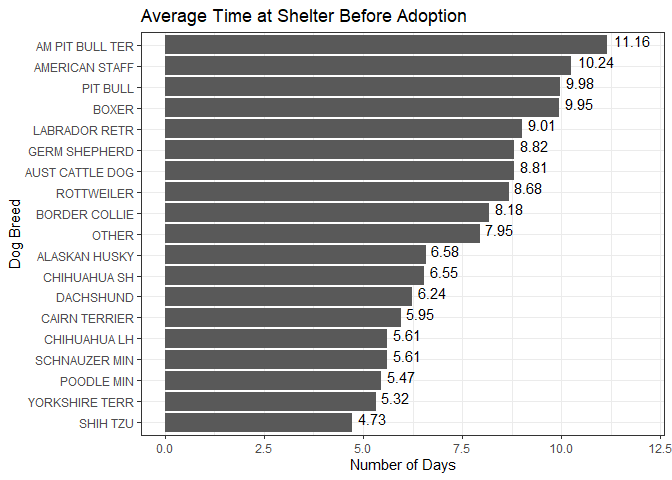 Average Time at Shelter Before Adoption
Dog Breed
AM PIT BULL TER 11.16
AMERICAN STAFF 10.24
PIT BULL 9.98
BOXER 9.95
LABRADOR RETR 9.01
GERM SHEPHERD 8.82
AUST CATTLE DOG 8.81
ROTTWEILER 8.68
BORDER COLLIE 8.18
OTHER 7.95
ALASKAN HUSKY 6.58
CHIHUAHUA SH 6.55
DACHSHUND 6.24
CAIRN TERRIER 5.95
CHIHUAHUA LH 5.61
SCHNAUZER MIN 5.61
POODLE MIN 5.47
YORKSHIRE TERR 5.32
SHIH TZU 4.73
0.0 2.5 5.0 7.5 10.0 12.5
Number of Days